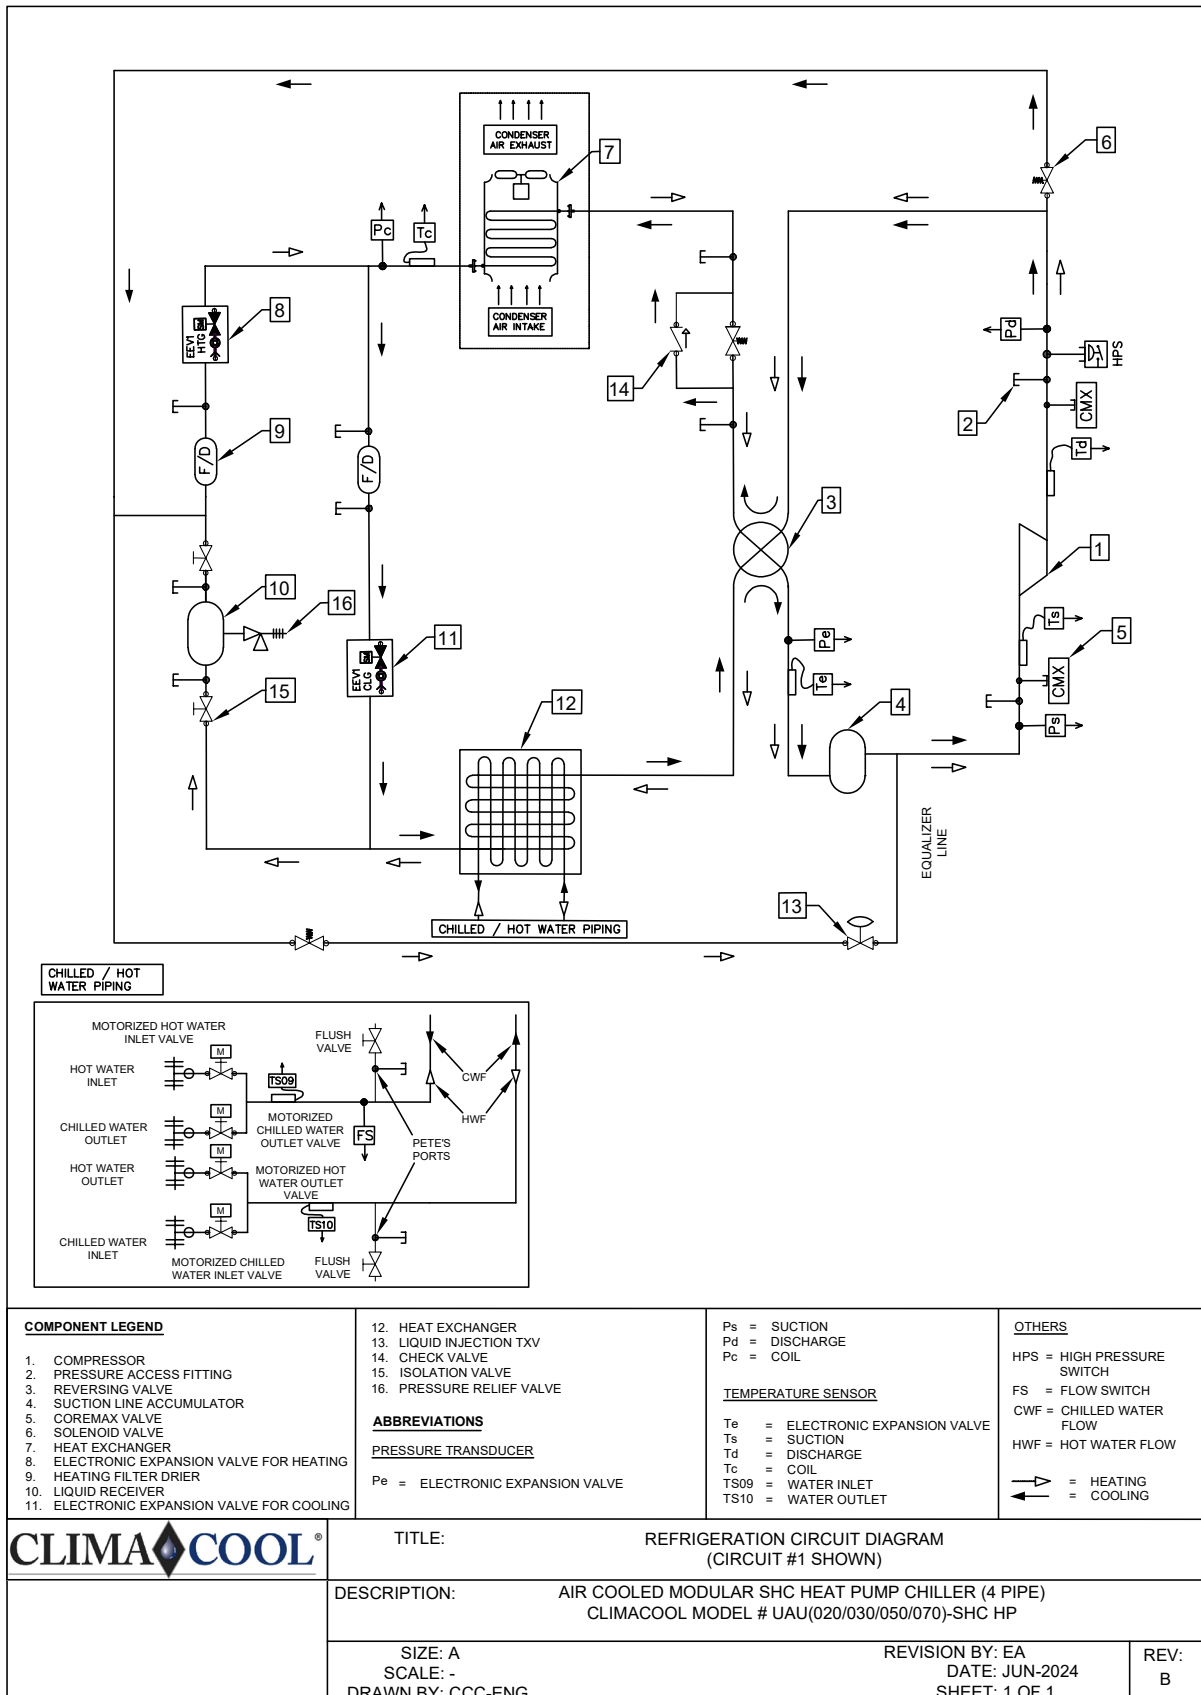 CONDENSER
AIR EXHAUST
7
6
Pc
Tc
CONDENSER
AIR INTAKE
8
EEV1
HTG
SM
Pd
HPS
14
2
CMX
9
F/D
F/D
Td
3
1
10
16
Ts
5
CMX
11
EEV1
CLG
SM
Pe
Te
15
12
4
Ps
EQUALIZER
LINE
13
CHILLED / HOT WATER PIPING
CHILLED / HOT
WATER PIPING
MOTORIZED HOT WATER
INLET VALVE
FLUSH
VALVE
M
HOT WATER
INLET
TS09
CWF
M
CHILLED WATER
OUTLET
MOTORIZED
CHILLED WATER
OUTLET VALVE
HWF
FS
M
PETE'S
PORTS
HOT WATER
OUTLET
MOTORIZED HOT
WATER OUTLET
VALVE
M
TS10
CHILLED WATER
INLET
MOTORIZED CHILLED
WATER INLET VALVE
FLUSH
VALVE
COMPONENT LEGEND
1. COMPRESSOR
2. PRESSURE ACCESS FITTING
3. REVERSING VALVE
4. SUCTION LINE ACCUMULATOR
5. COREMAX VALVE
6. SOLENOID VALVE
7. HEAT EXCHANGER
8. ELECTRONIC EXPANSION VALVE FOR HEATING
9. HEATING FILTER DRIER
10. LIQUID RECEIVER
11. ELECTRONIC EXPANSION VALVE FOR COOLING
12. HEAT EXCHANGER
13. LIQUID INJECTION TXV
14. CHECK VALVE
15. ISOLATION VALVE
16. PRESSURE RELIEF VALVE
ABBREVIATIONS
PRESSURE TRANSDUCER
Pe = ELECTRONIC EXPANSION VALVE
Ps = SUCTION
Pd = DISCHARGE
Pc = COIL
TEMPERATURE SENSOR
Te = ELECTRONIC EXPANSION VALVE
Ts = SUCTION
Td = DISCHARGE
Tc = COIL
TS09 = WATER INLET
TS10 = WATER OUTLET
OTHERS
HPS = HIGH PRESSURE
SWITCH
FS = FLOW SWITCH
CWF = CHILLED WATER
FLOW
HWF = HOT WATER FLOW
= HEATING
= COOLING
CLIMACOOL®
TITLE: REFRIGERATION CIRCUIT DIAGRAM
(CIRCUIT #1 SHOWN)
DESCRIPTION: AIR COOLED MODULAR SHC HEAT PUMP CHILLER (4 PIPE)
CLIMACOOL MODEL # UAU(020/030/050/070)-SHC HP
SIZE: A
SCALE: -
DRAWN BY: CCC-ENG
REVISION BY: EA
DATE: JUN-2024
SHEET: 1 OF 1
REV:
B